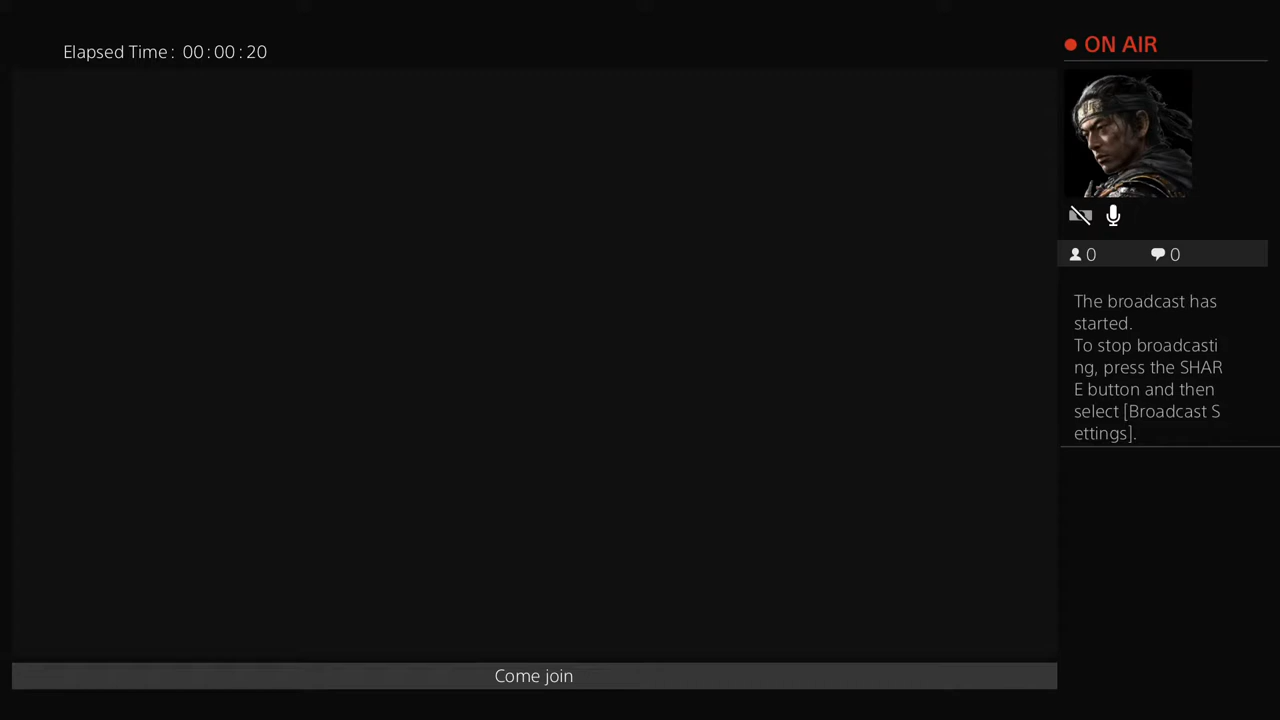 Elapsed Time: 00:00:20
ON AIR
0 0
The broadcast has
started.
To stop broadcasti
ng, press the SHAR
E button and then
select [Broadcast S
ettings].
Come join